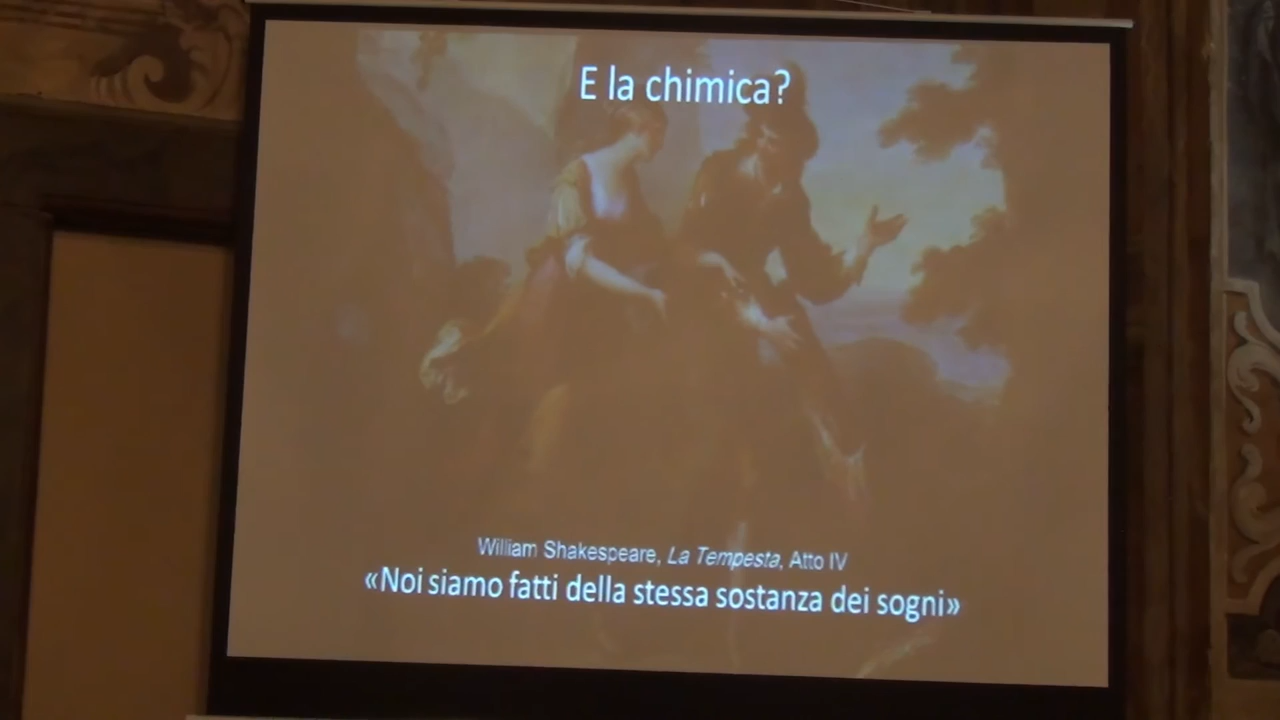 E la chimica?
William Shakespeare, La Tempesta, Atto IV
«Noi siamo fatti della stessa sostanza dei sogni»